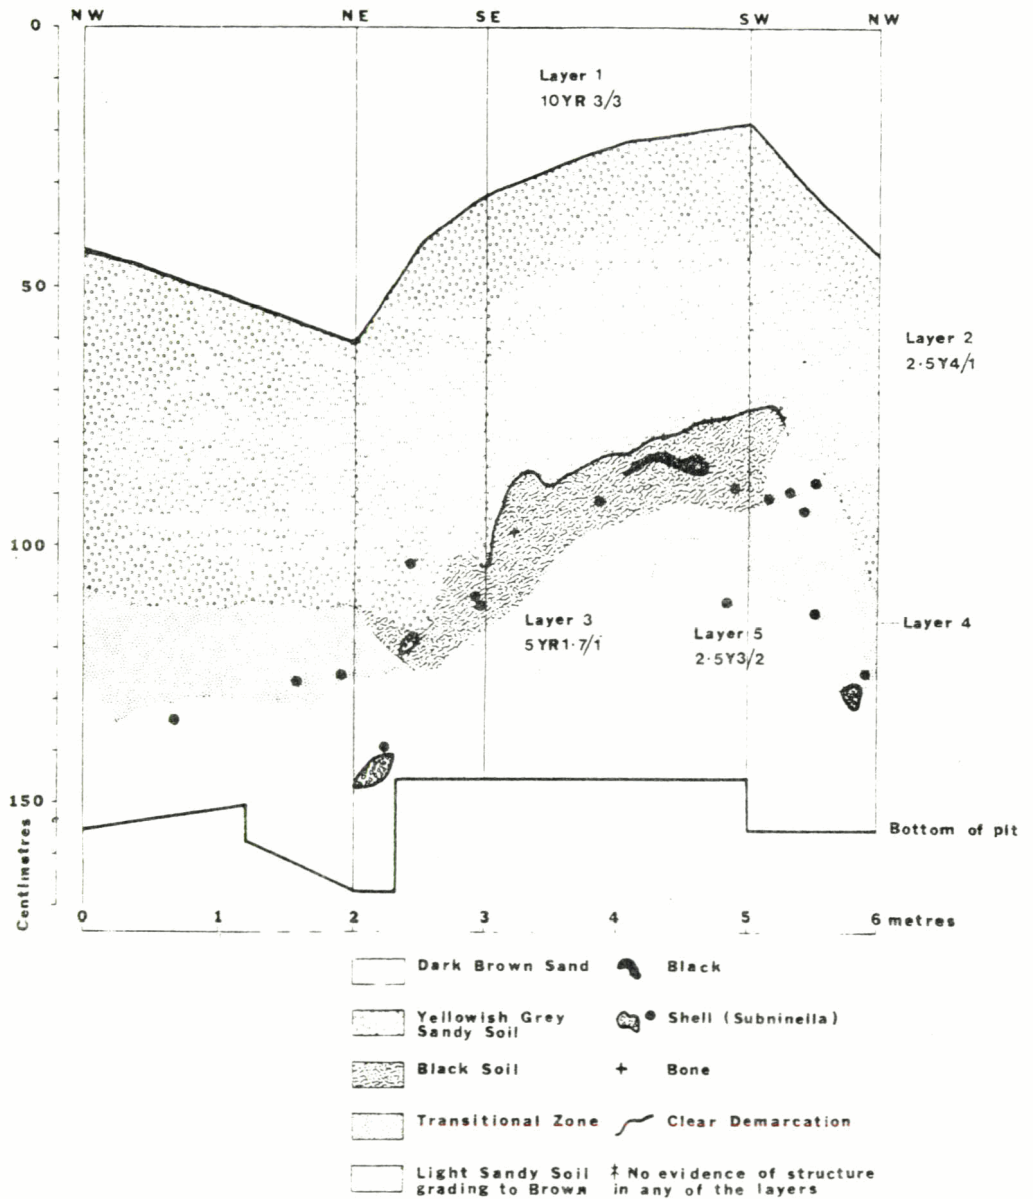 NW NE SE SW NW
0
Layer 1
10YR 3/3
50
Layer 2
2·5Y4/1
100
Layer 3
5YR1·7/1
Layer 5
2·5Y3/2
Layer 4
150
Bottom of pit
Centimetres
0 1 2 3 4 5 6 metres
Dark Brown Sand
Black
Yellowish Grey
Sandy Soil
Shell (Subninella)
Black Soil
+ Bone
Transitional Zone
Clear Demarcation
Light Sandy Soil
grading to Brown
‡ No evidence of structure
in any of the layers